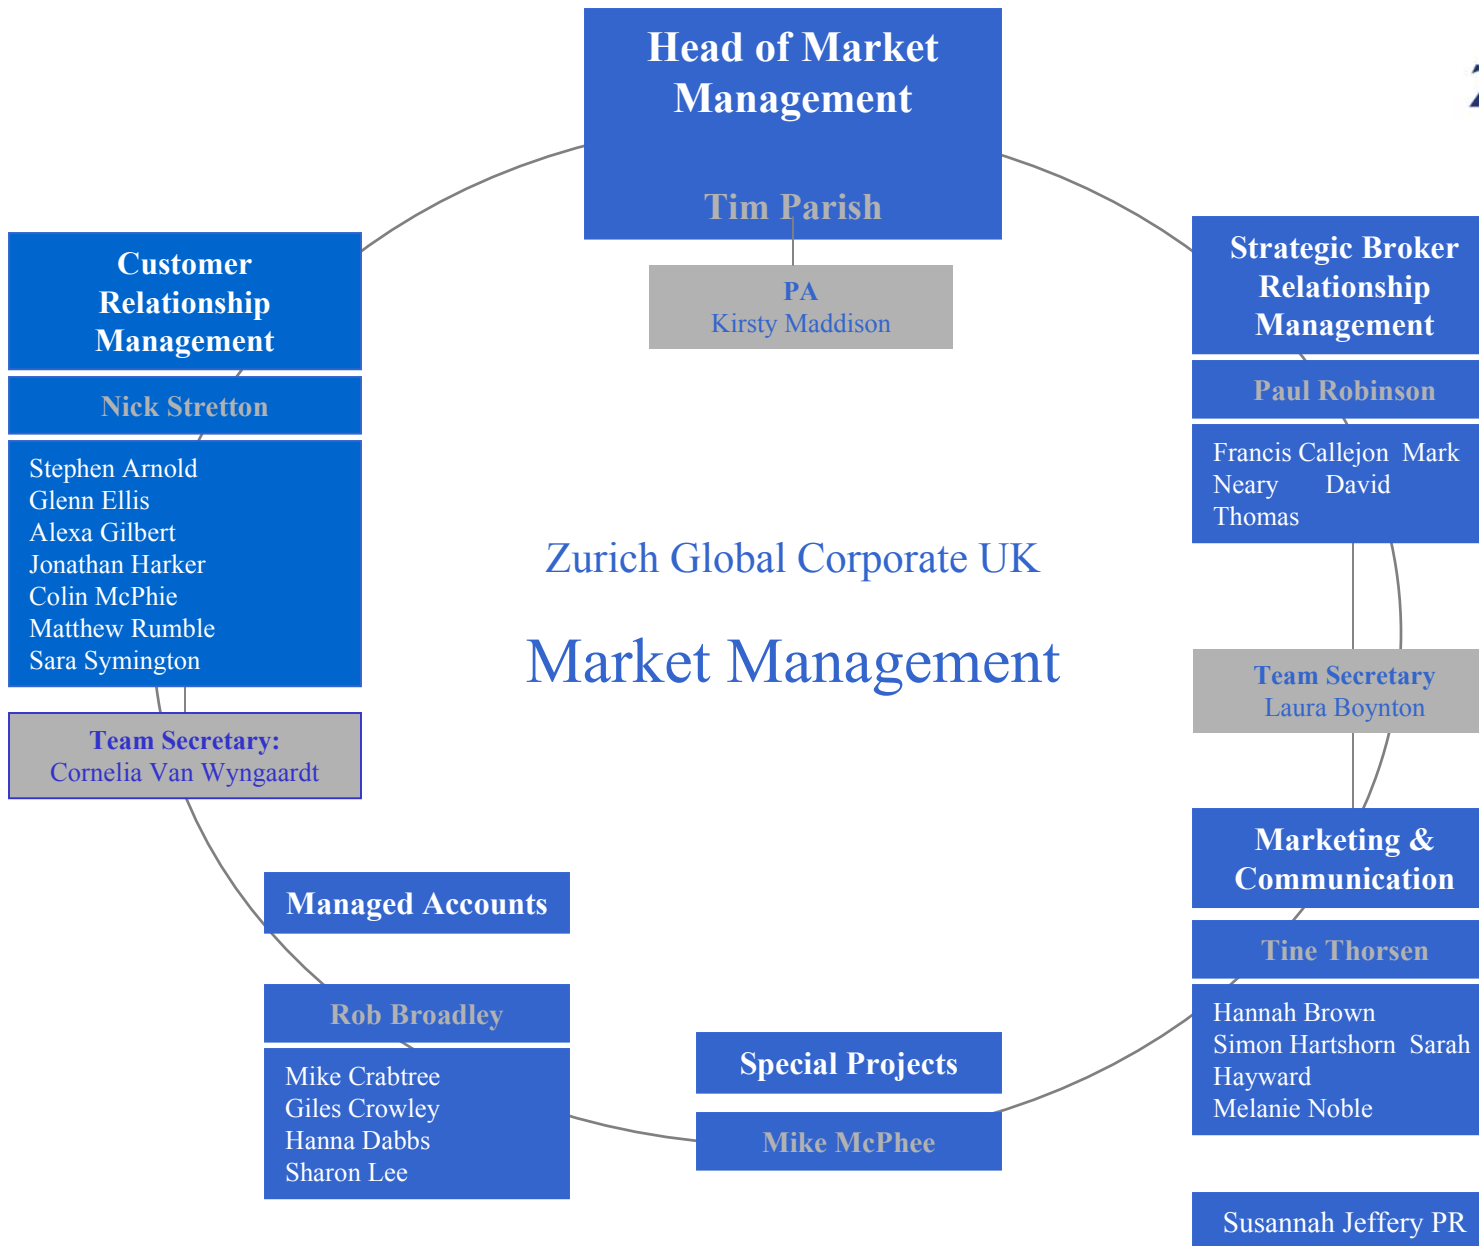 Head of Market
Management
Tim Parish
PA
Kirsty Maddison
Customer
Relationship
Management
Nick Stretton
Stephen Arnold
Glenn Ellis
Alexa Gilbert
Jonathan Harker
Colin McPhie
Matthew Rumble
Sara Symington
Team Secretary:
Cornelia Van Wyngaardt
Zurich Global Corporate UK
Market Management
Strategic Broker
Relationship
Management
Paul Robinson
Francis Callejon Mark
Neary David
Thomas
Team Secretary
Laura Boynton
Marketing &
Communication
Tine Thorsen
Hannah Brown
Simon Hartshorn Sarah
Hayward
Melanie Noble
Susannah Jeffery PR
Managed Accounts
Rob Broadley
Mike Crabtree
Giles Crowley
Hanna Dabbs
Sharon Lee
Special Projects
Mike McPhee